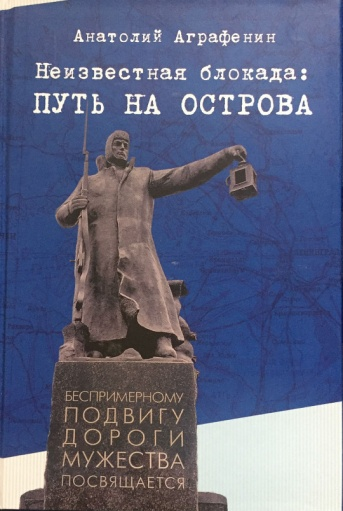 Анатолий Аграфенин
Неизвестная блокада:
ПУТЬ НА ОСТРОВА
БЕСПРИМЕРНОМУ
ПОДВИГУ
ДОРОГИ
МУЖЕСТВА
ПОСВЯЩАЕТСЯ